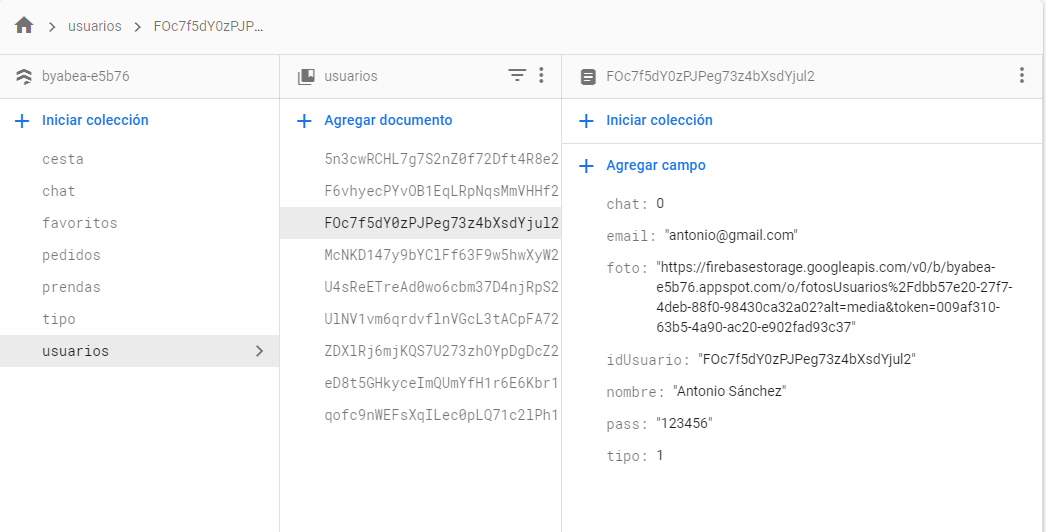 usuarios FOc7f5dY0zPJP...
byabea-e5b76
Iniciar colección
cesta
chat
favoritos
pedidos
prendas
tipo
usuarios
usuarios
Agregar documento
5n3cwRCHL7g7S2nZ0f72Dft4R8e2
F6vhyecPYvOB1EqLRpNqsMmVHHf2
FOc7f5dY0zPJPeg73z4bXsdYjul2
McNKD147y9bYClFf63F9w5hwXyW2
U4sReETreAd0wo6cbm37D4njRpS2
UlNV1vm6qrdvflnVGcL3tACpFA72
ZDXlRj6mjKQS7U273zhOYpDgDcZ2
eD8t5GHkyceImQUmYfH1r6E6Kbr1
qofc9nWEFsXqILec0pLQ71c2lPh1
FOc7f5dY0zPJPeg73z4bXsdYjul2
Iniciar colección
Agregar campo
chat: 0
email: "antonio@gmail.com"
foto: "https://firebasestorage.googleapis.com/v0/b/byabea-
e5b76.appspot.com/o/fotosUsuarios%2Fdbb57e20-27f7-
4deb-88f0-98430ca32a02?alt=media&token=009af310-
63b5-4a90-ac20-e902fad93c37"
idUsuario: "FOc7f5dY0zPJPeg73z4bXsdYjul2"
nombre: "Antonio Sánchez"
pass: "123456"
tipo: 1